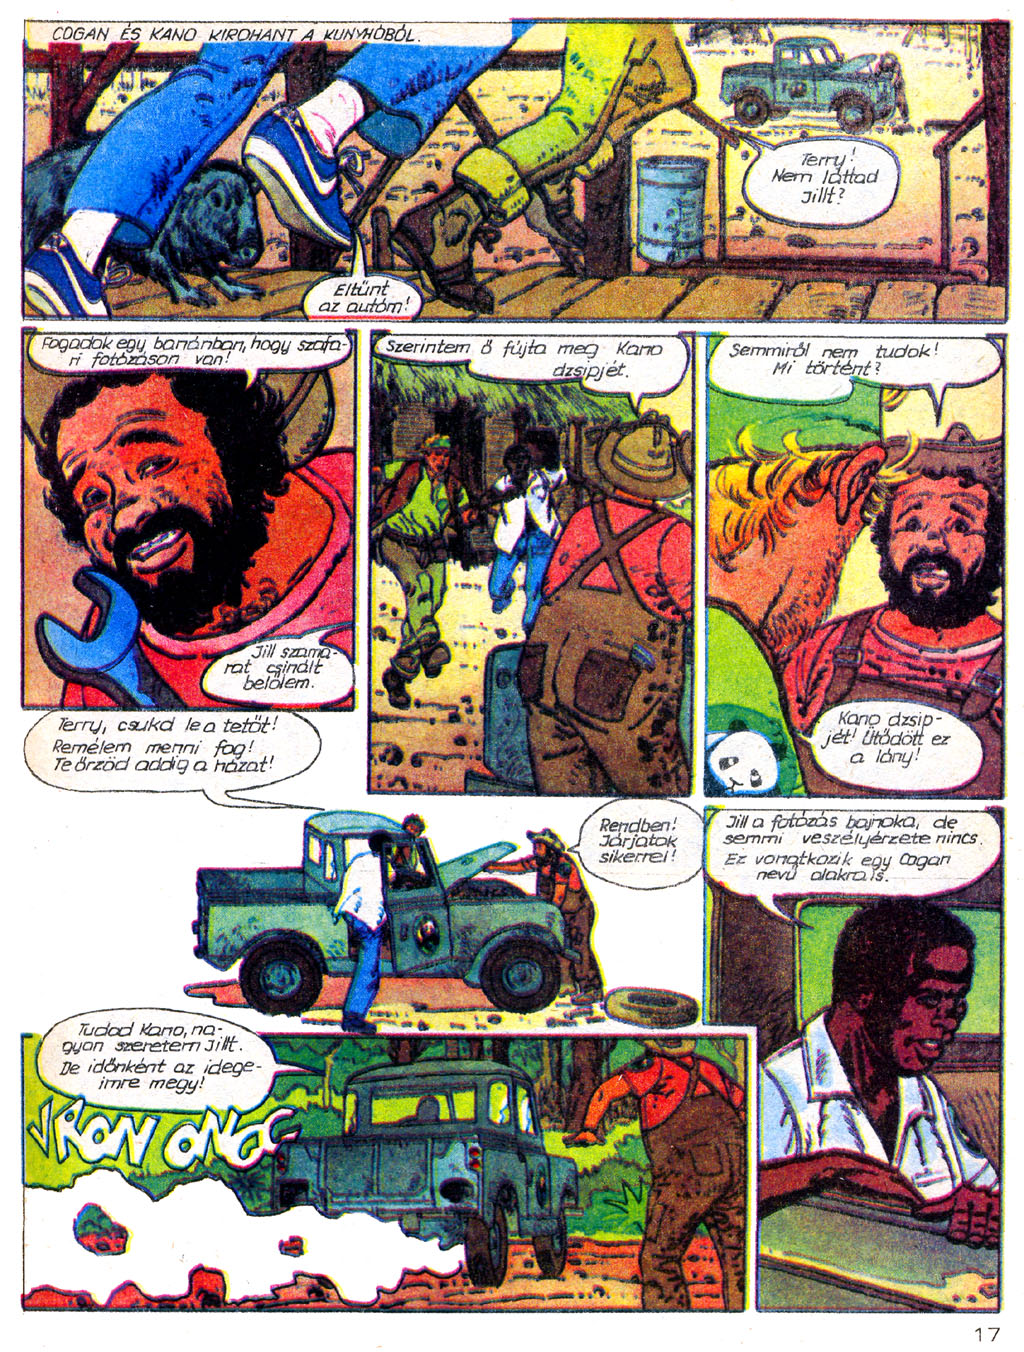 COGAN ÉS KANO KIROHANT A KUNYHÓBÓL.
Terry!
Nem láttad
Jillt?
Eltűnt
az autóm!
Fogadok egy banánban, hogy szafa-
ri fotózáson van!
Jill szama-
rat csinált
belőlem.
Szerintem ő fújta meg Kano
dzsipjét.
Semmiről nem tudok!
Mi történt?
Kano dzsip-
jét! Ütődött ez
a lány!
Terry, csukd le a tetőt!
Remélem menni fog!
Te őrzöd addig a házat!
Rendben!
Járjatok
sikerrel!
Jill a fotózás bajnoka, de
semmi veszélyérzete nincs.
Ez vonatkozik egy Cogan
nevű alakra is.
Tudod Kano, na-
gyon szeretem Jillt.
De időnként az idege-
imre megy!
17